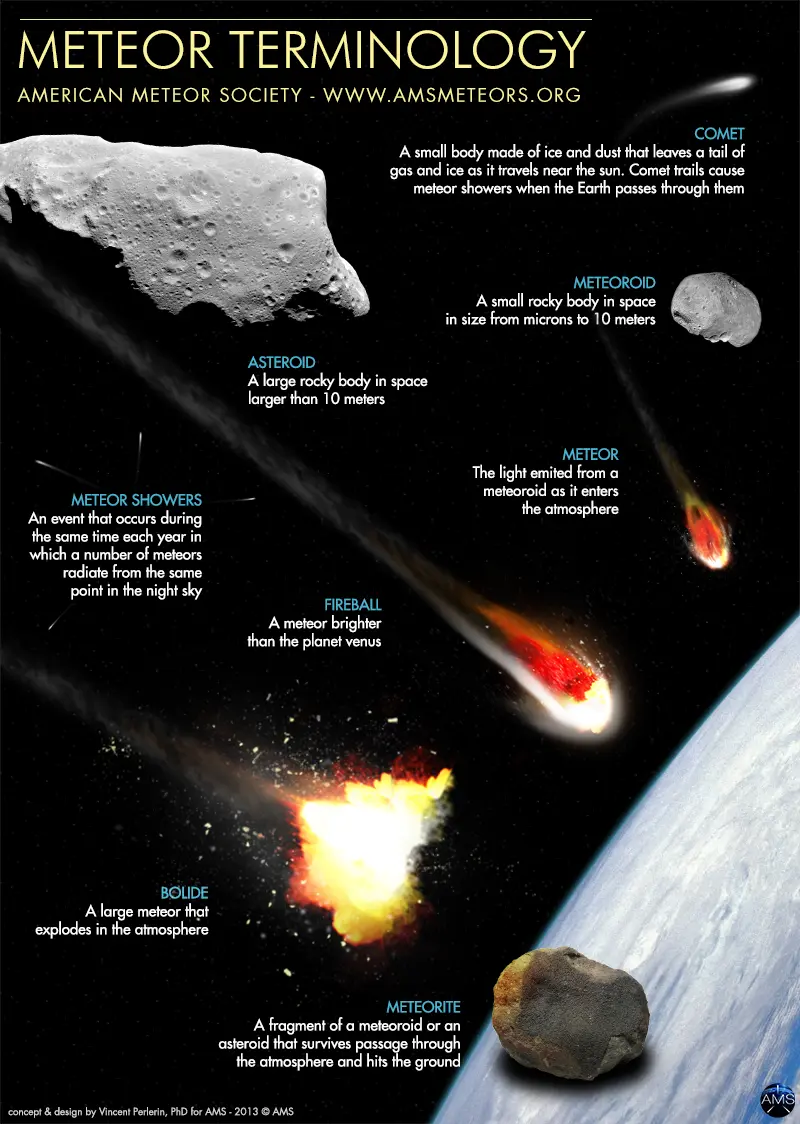 METEOR TERMINOLOGY
AMERICAN METEOR SOCIETY - WWW.AMSMETEORS.ORG
COMET
A small body made of ice and dust that leaves a tail of
gas and ice as it travels near the sun. Comet trails cause
meteor showers when the Earth passes through them
METEOROID
A small rocky body in space
in size from microns to 10 meters
ASTEROID
A large rocky body in space
larger than 10 meters
METEOR
The light emited from a
meteoroid as it enters
the atmosphere
METEOR SHOWERS
An event that occurs during
the same time each year in
which a number of meteors
radiate from the same
point in the night sky
FIREBALL
A meteor brighter
than the planet venus
BOLIDE
A large meteor that
explodes in the atmosphere
METEORITE
A fragment of a meteoroid or an
asteroid that survives passage through
the atmosphere and hits the ground
concept & design by Vincent Perlerin, PhD for AMS - 2013 © AMS
AMS